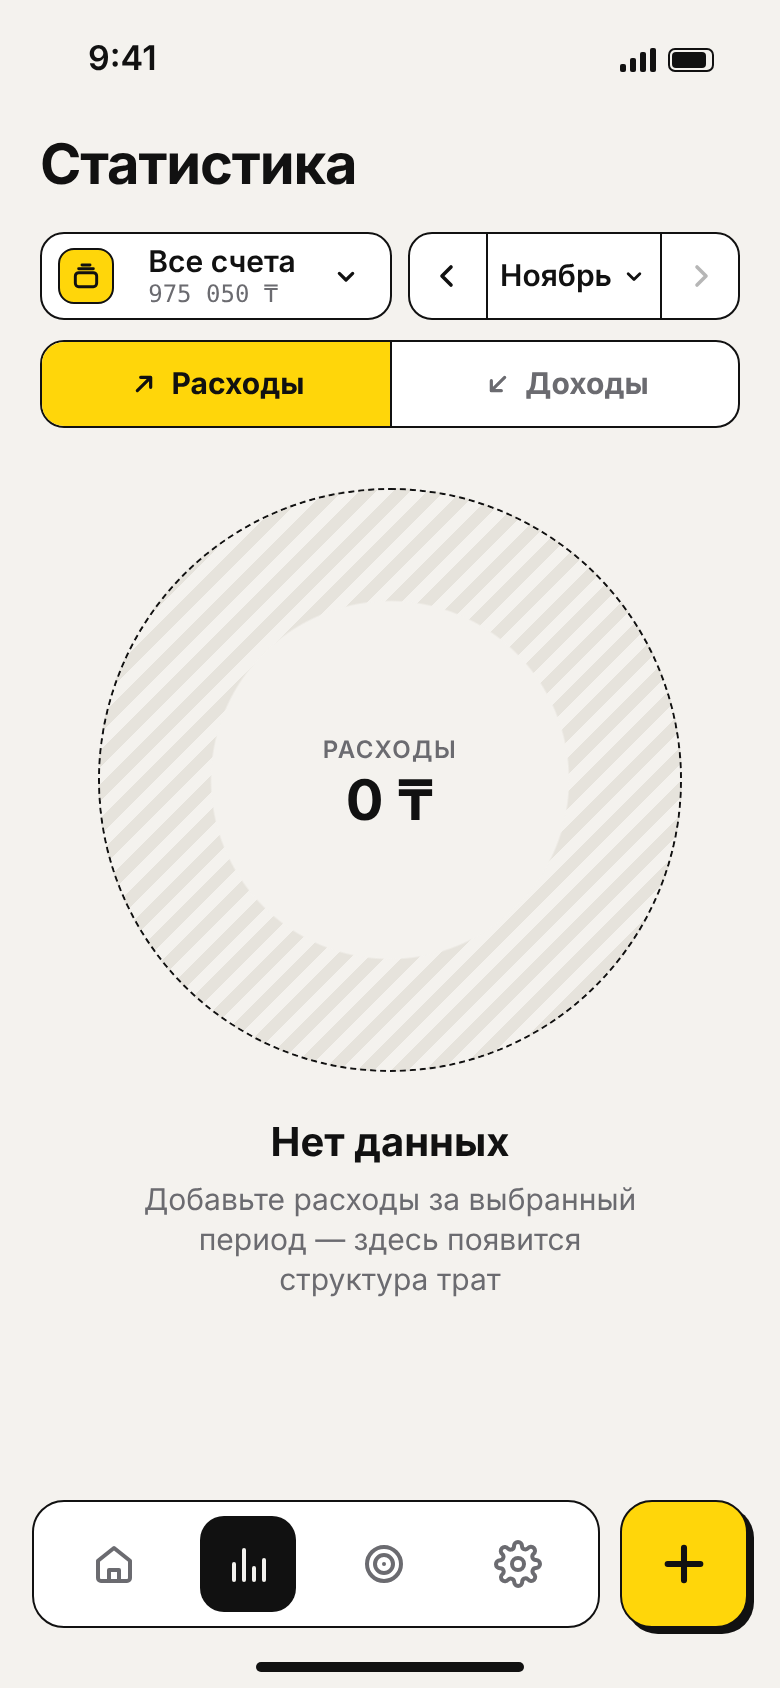 9:41
Статистика
Все счета
975 050 ₸
Ноябрь
Расходы
Доходы
РАСХОДЫ
0 ₸
Нет данных
Добавьте расходы за выбранный
период — здесь появится
структура трат